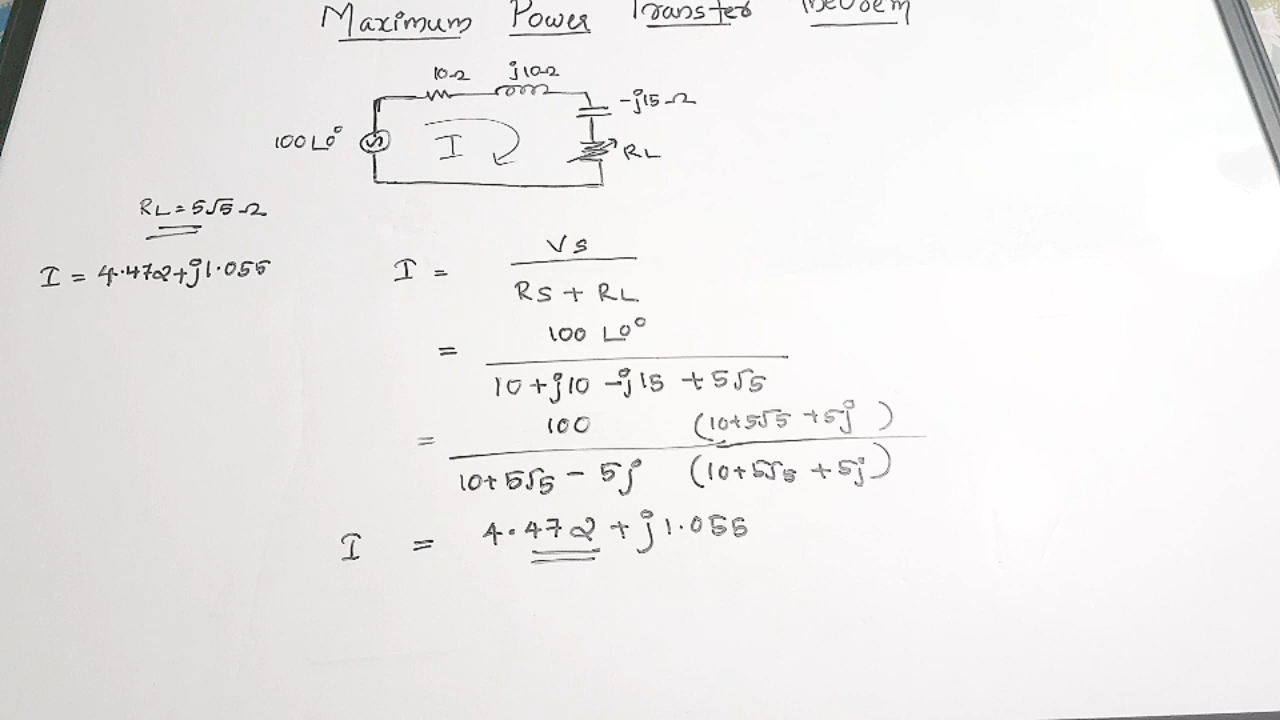 Maximum Power Transfer Theorem
10Ω j10Ω
-j15Ω
100∟0° I RL
RL = 5√5 Ω
I = 4.472+j1.055
I = Vs / RS + RL
= 100∟0° / 10+j10 -j15 +5√5
= 100 (10+5√5 +5j) / 10+5√5 - 5j (10+5√5 +5j)
I = 4.472 + j1.055